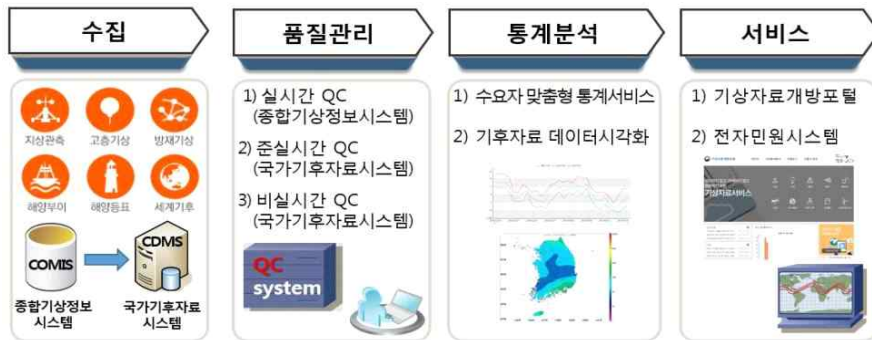 수집
품질관리
통계분석
서비스
지상관측
고층기상
방재기상
해양부이
해양등표
세계기후
COMIS
CDMS
종합기상정보
시스템
국가기후자료
시스템
1) 실시간 QC
(종합기상정보시스템)
2) 준실시간 QC
(국가기후자료시스템)
3) 비실시간 QC
(국가기후자료시스템)
QC
system
1) 수요자 맞춤형 통계서비스
2) 기후자료 데이터시각화
1) 기상자료개방포털
2) 전자민원시스템
기상자료서비스